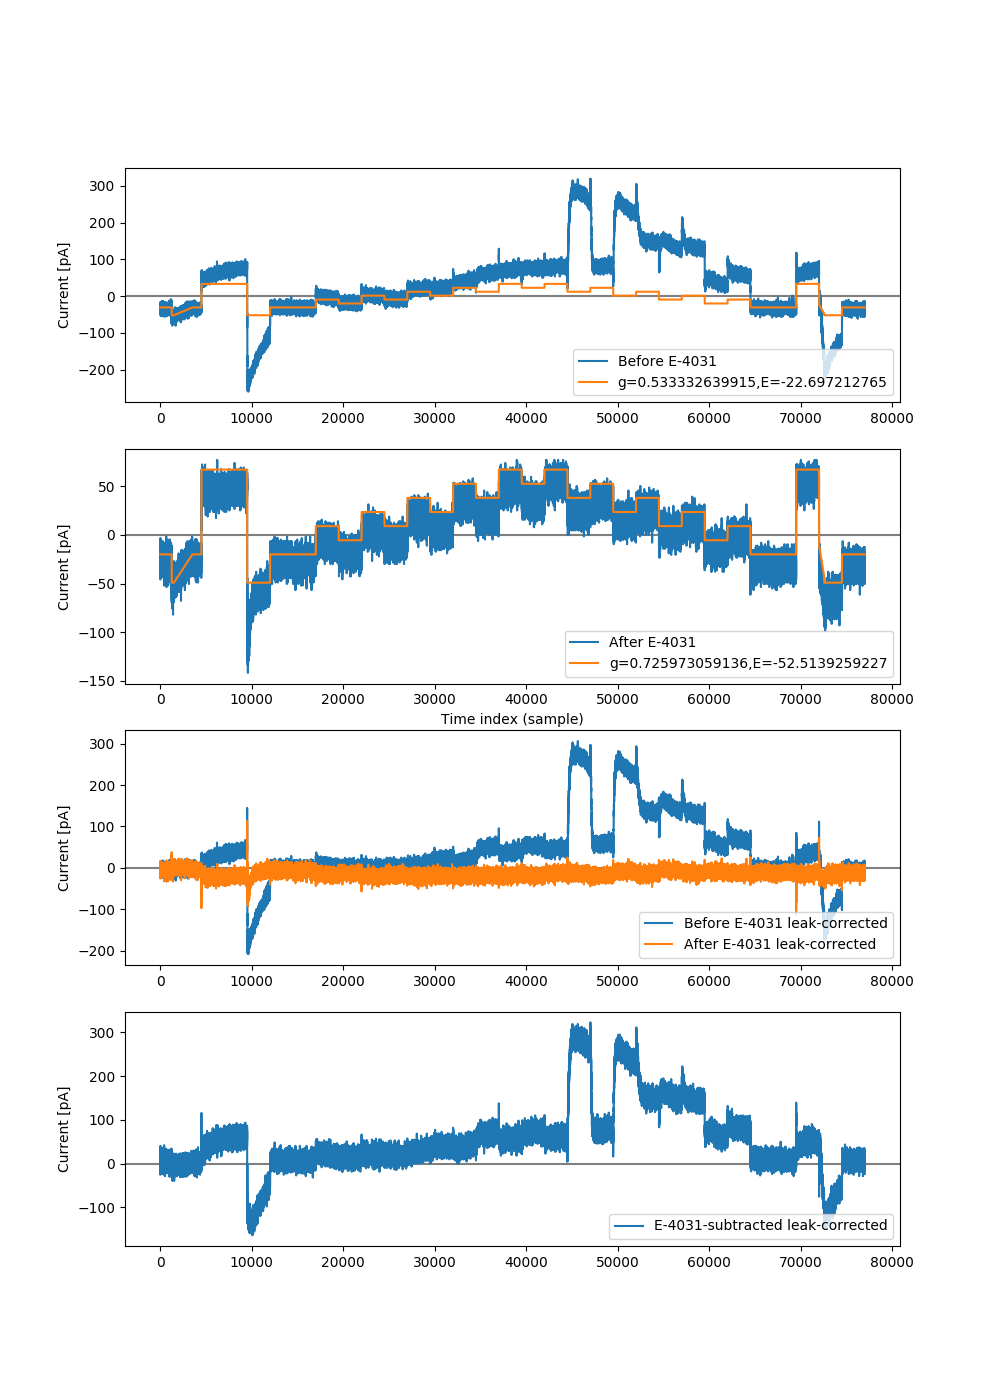 300
200
100
0
−100
−200
Current [pA]
Before E-4031
g=0.533332639915,E=-22.697212765
0 10000 20000 30000 40000 50000 60000 70000 80000
50
0
−50
−100
−150
Current [pA]
After E-4031
g=0.725973059136,E=-52.5139259227
0 10000 20000 30000 40000 50000 60000 70000 80000
Time index (sample)
300
200
100
0
−100
−200
Current [pA]
Before E-4031 leak-corrected
After E-4031 leak-corrected
0 10000 20000 30000 40000 50000 60000 70000 80000
300
200
100
0
−100
Current [pA]
E-4031-subtracted leak-corrected
0 10000 20000 30000 40000 50000 60000 70000 80000